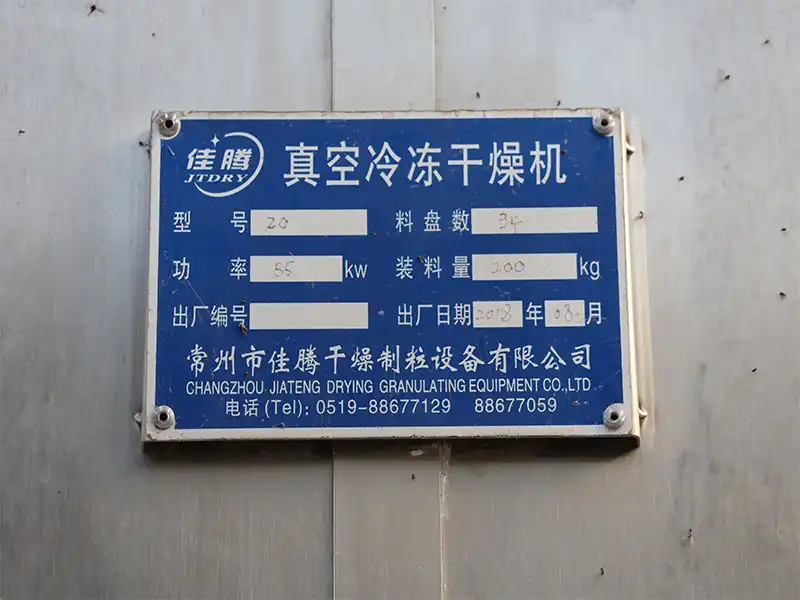 佳腾
JTDRY
真空冷冻干燥机
型 号 20 料盘数 34
功 率 55 kw 装料量 200 kg
出厂编号 出厂日期 2018 年 08 月
常州市佳腾干燥制粒设备有限公司
CHANGZHOU JIATENG DRYING GRANULATING EQUIPMENT CO.,LTD.
电话(Tel): 0519-88677129 88677059